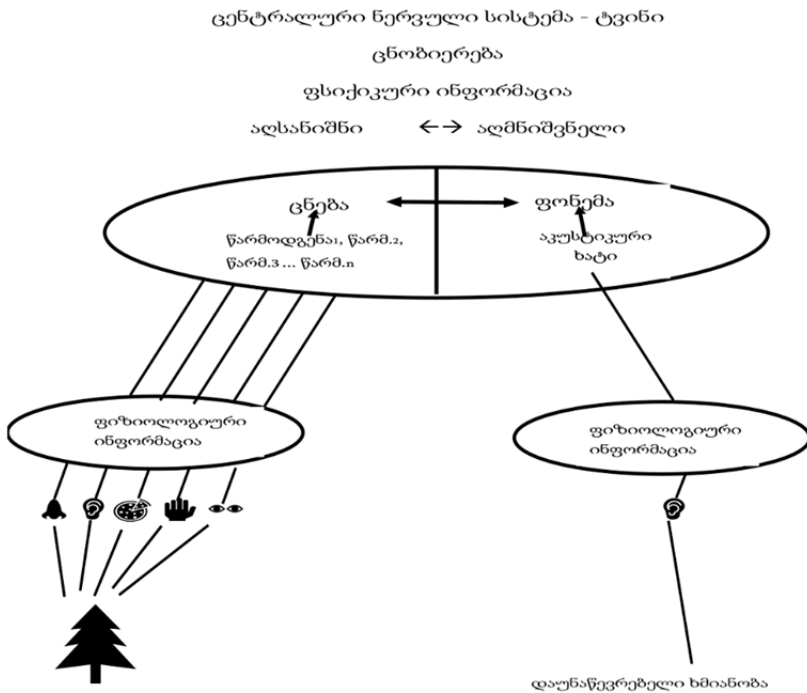 ცენტრალური ნერვული სისტემა - ტვინი
ცნობიერება
ფსიქიკური ინფორმაცია
აღსანიშნი ←→ აღმნიშვნელი
ცნება
ფონემა
წარმოდგენა1, წარმ.2,
წარმ.3 ... წარმ.n
აკუსტიკური
ხატი
ფიზიოლოგიური
ინფორმაცია
ფიზიოლოგიური
ინფორმაცია
დაუნაწევრებელი ხმიანობა